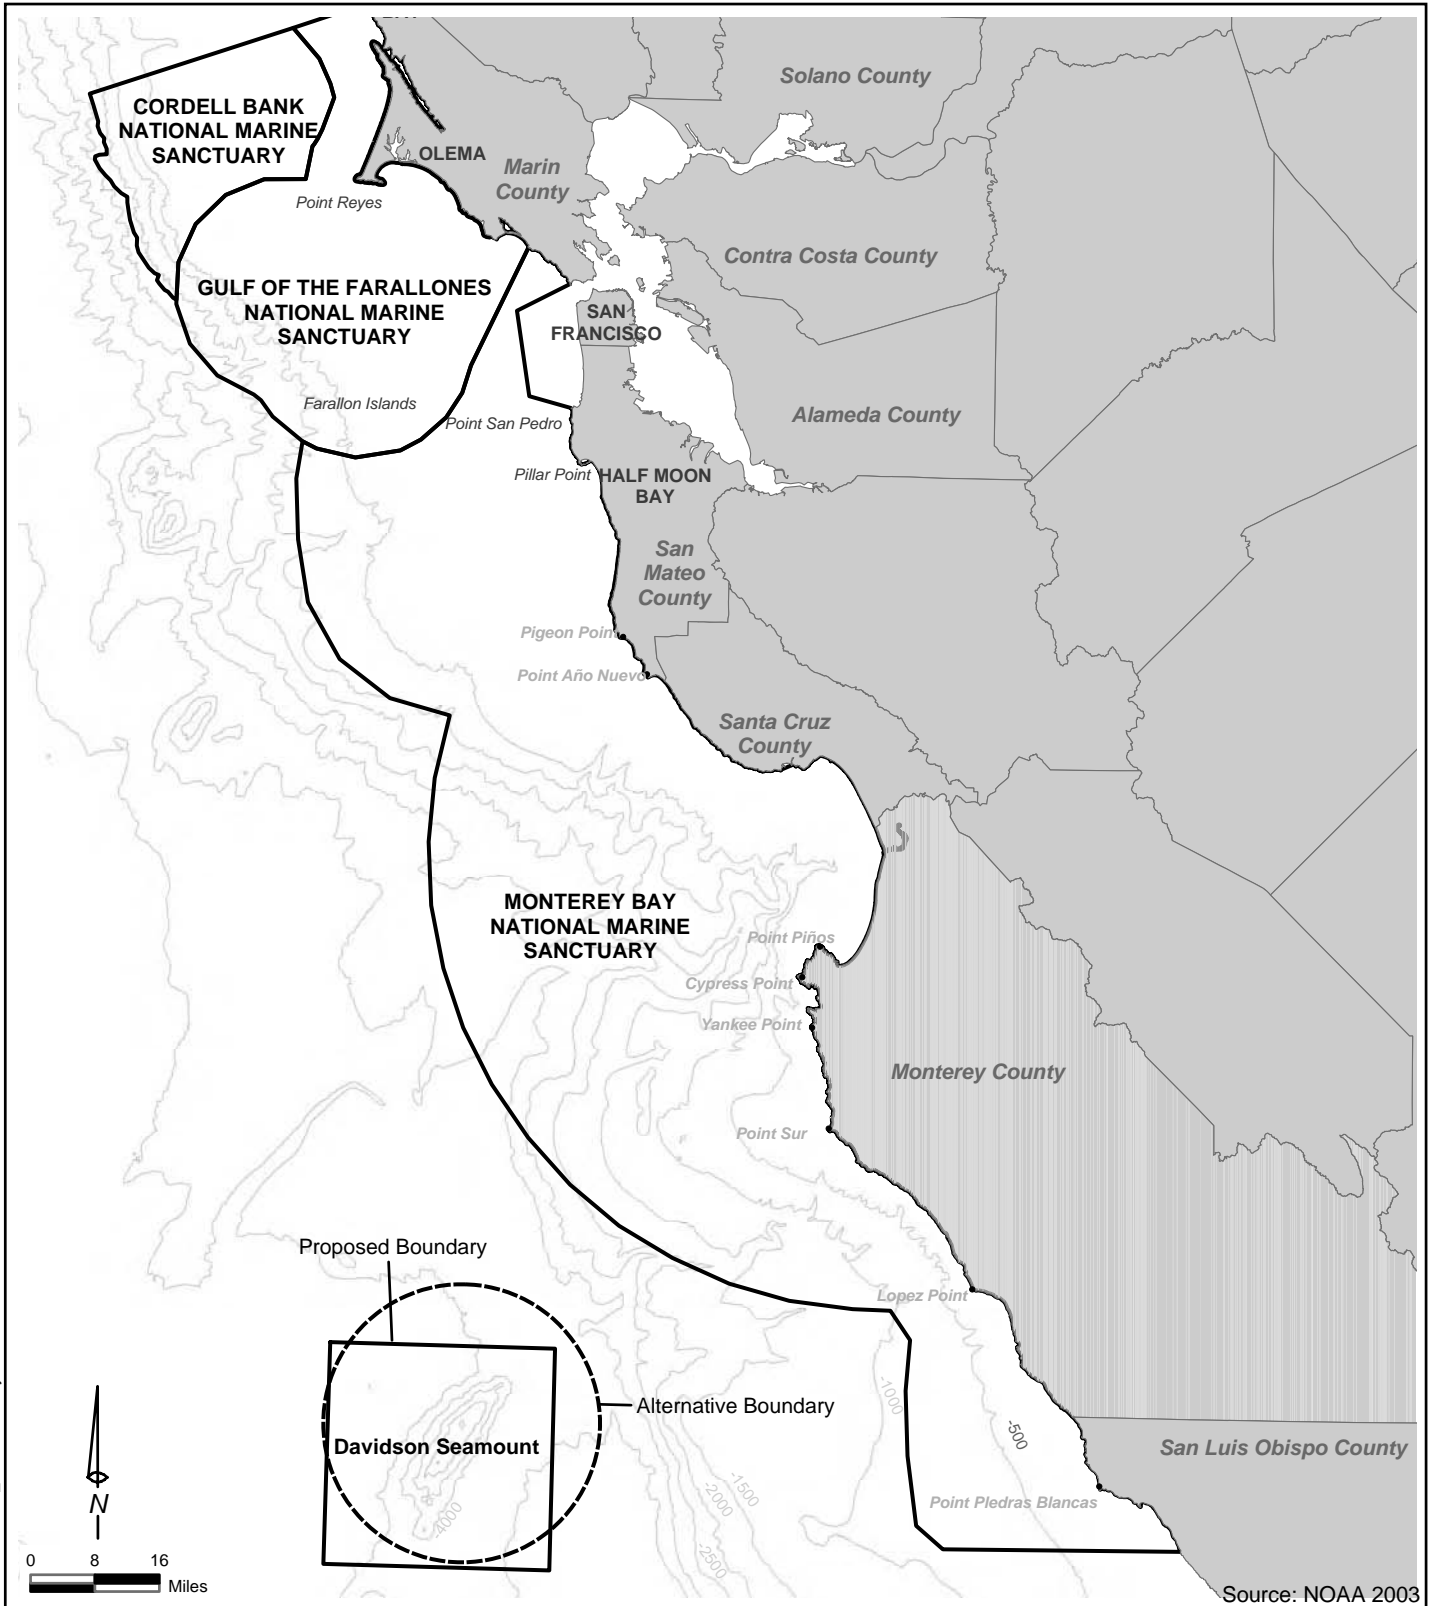 Solano County
CORDELL BANK
NATIONAL MARINE
SANCTUARY
OLEMA
Marin
County
Point Reyes
Contra Costa County
GULF OF THE FARALLONES
NATIONAL MARINE
SANCTUARY
SAN
FRANCISCO
Farallon Islands
Point San Pedro
Alameda County
Pillar Point
HALF MOON
BAY
San
Mateo
County
Pigeon Point
Point Año Nuevo
Santa Cruz
County
MONTEREY BAY
NATIONAL MARINE
SANCTUARY
Point Piños
Cypress Point
Yankee Point
Monterey County
Point Sur
Proposed Boundary
Lopez Point
Alternative Boundary
-1000
-500
Davidson Seamount
San Luis Obispo County
-4000
-1500
-2000
-2500
Point Pledras Blancas
N
0 8 16
Miles
Source: NOAA 2003